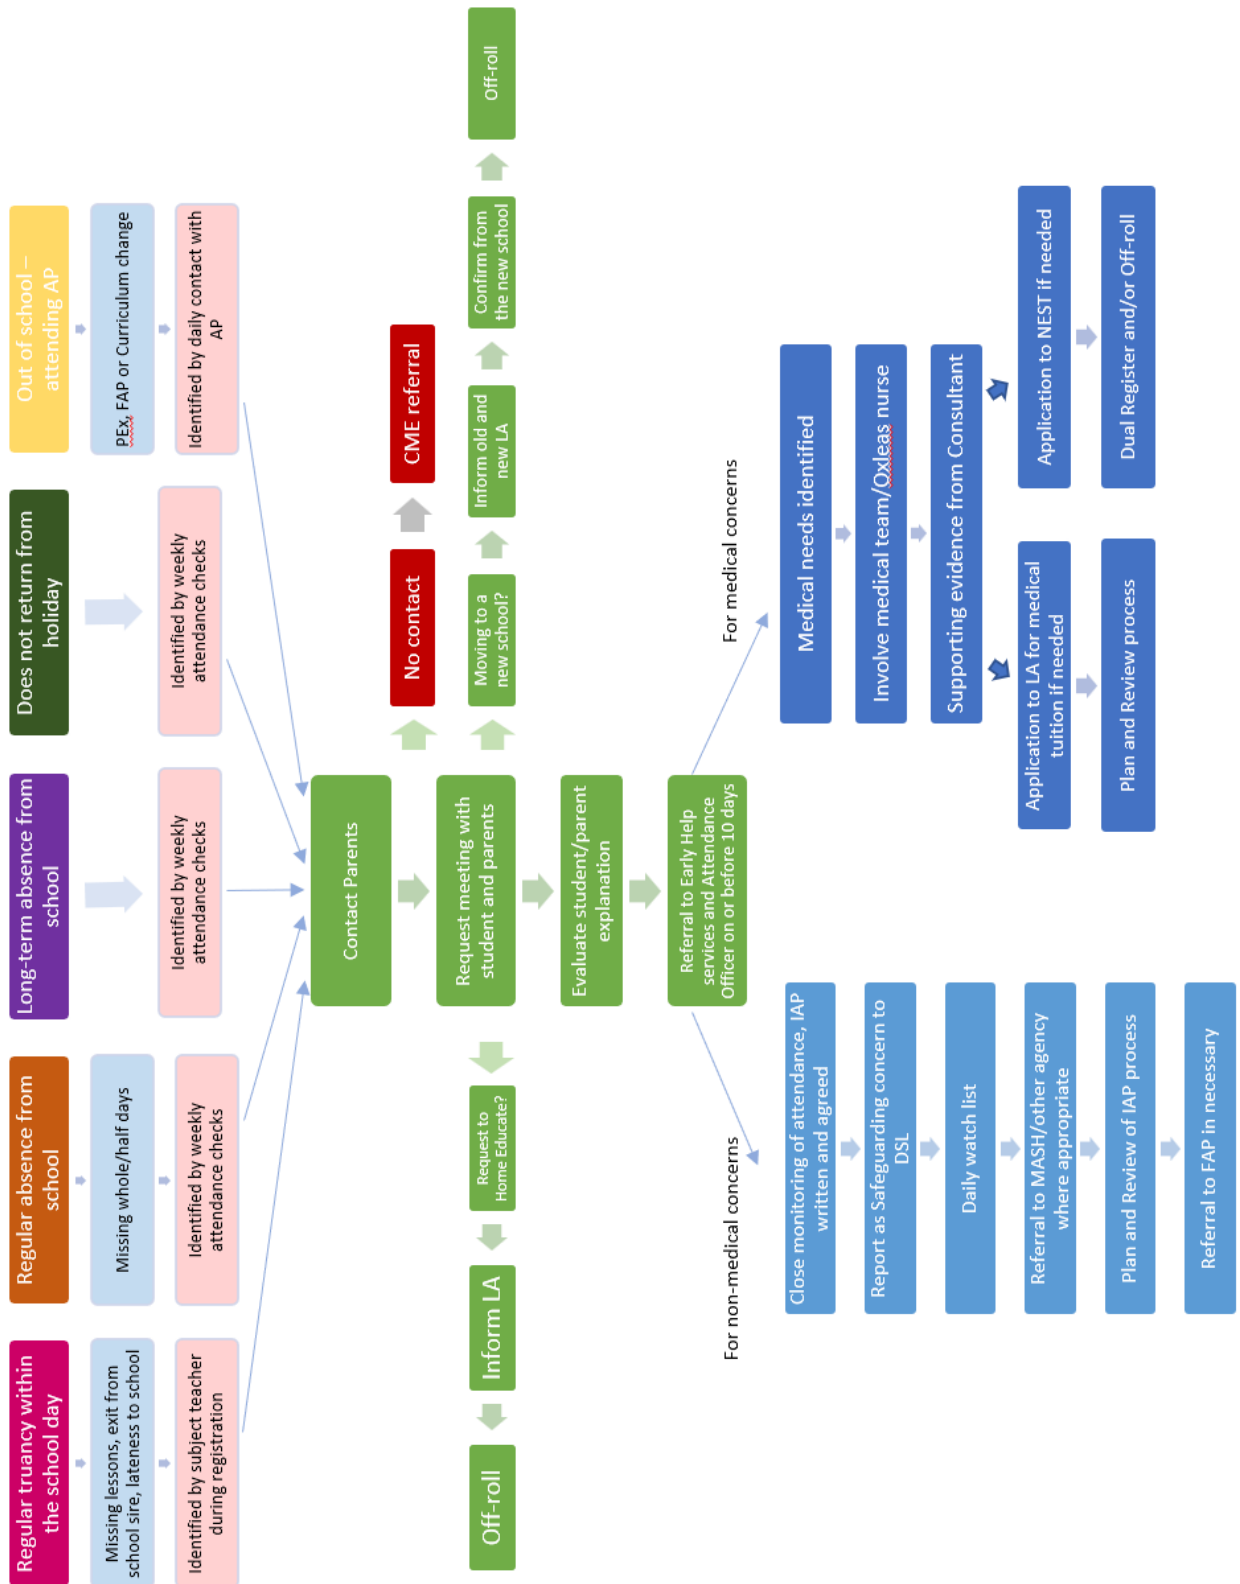 Regular truancy within
the school day
Missing lessons, exit from
school sire, lateness to school
Identified by subject teacher
during registration
Regular absence from
school
Missing whole/half days
Identified by weekly
attendance checks
Long-term absence from
school
Identified by weekly
attendance checks
Does not return from
holiday
Identified by weekly
attendance checks
Out of school –
attending AP
PEx, FAP or Curriculum change
Identified by daily contact with
AP
Contact Parents
No contact
CME referral
Request meeting with
student and parents
Moving to a
new school?
Inform old and
new LA
Confirm from
the new school
Off-roll
Request to
Home Educate?
Inform LA
Off-roll
Evaluate student/parent
explanation
Referral to Early Help
services and Attendance
Officer on or before 10 days
For non-medical concerns
Close monitoring of attendance, IAP
written and agreed
Report as Safeguarding concern to
DSL
Daily watch list
Referral to MASH/other agency
where appropriate
Plan and Review of IAP process
Referral to FAP in necessary
For medical concerns
Medical needs identified
Involve medical team/Oxleas nurse
Supporting evidence from Consultant
Application to LA for medical
tuition if needed
Plan and Review process
Application to NEST if needed
Dual Register and/or Off-roll